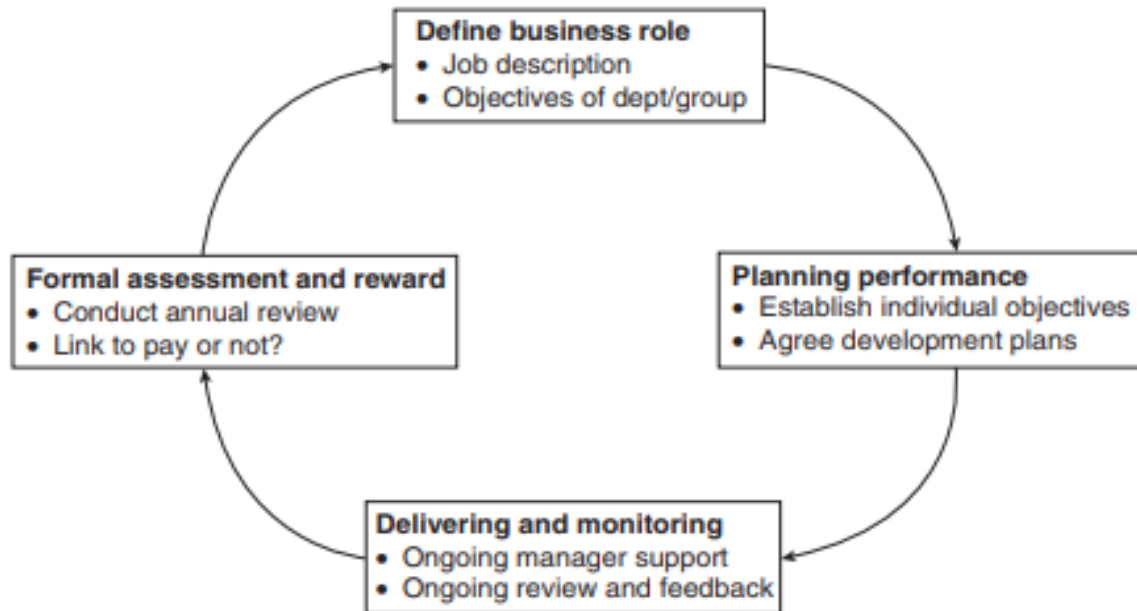 Define business role
• Job description
• Objectives of dept/group
Planning performance
• Establish individual objectives
• Agree development plans
Delivering and monitoring
• Ongoing manager support
• Ongoing review and feedback
Formal assessment and reward
• Conduct annual review
• Link to pay or not?